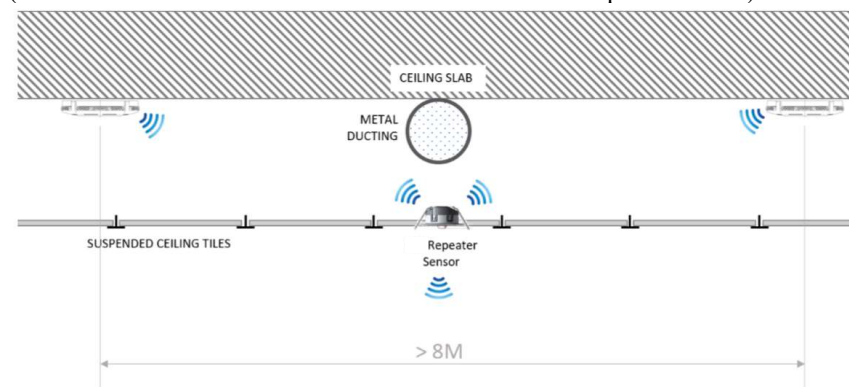 CEILING SLAB
METAL
DUCTING
SUSPENDED CEILING TILES
Repeater
Sensor
> 8M